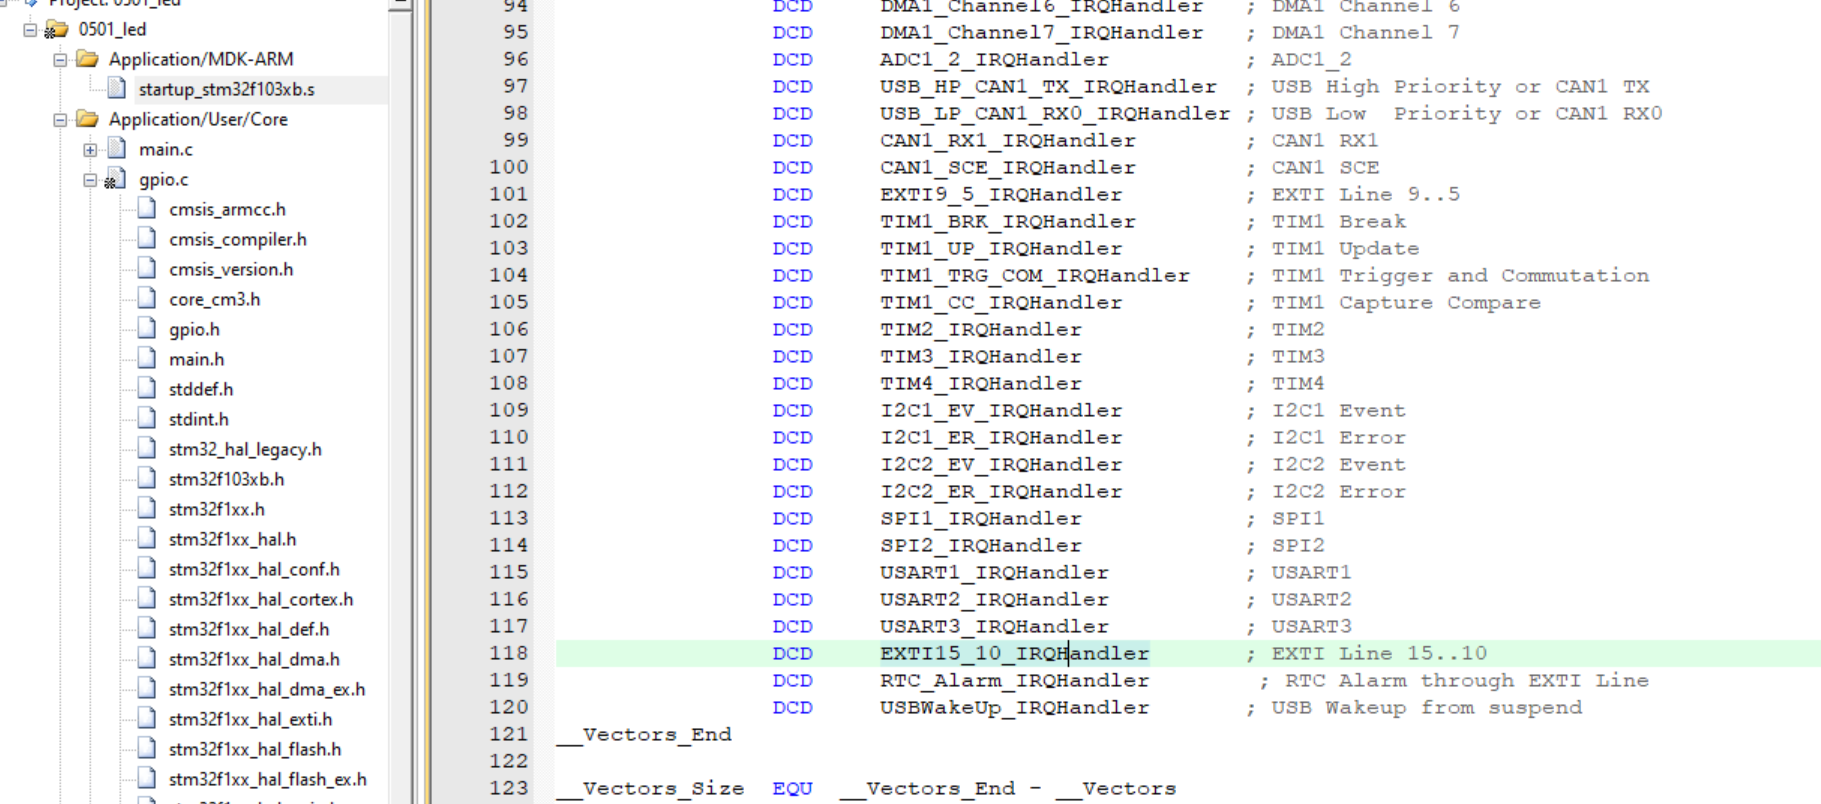 Project: 0501_led
0501_led
Application/MDK-ARM
startup_stm32f103xb.s
Application/User/Core
main.c
gpio.c
cmsis_armcc.h
cmsis_compiler.h
cmsis_version.h
core_cm3.h
gpio.h
main.h
stddef.h
stdint.h
stm32_hal_legacy.h
stm32f103xb.h
stm32f1xx.h
stm32f1xx_hal.h
stm32f1xx_hal_conf.h
stm32f1xx_hal_cortex.h
stm32f1xx_hal_def.h
stm32f1xx_hal_dma.h
stm32f1xx_hal_dma_ex.h
stm32f1xx_hal_exti.h
stm32f1xx_hal_flash.h
stm32f1xx_hal_flash_ex.h
94 DCD DMA1_Channel6_IRQHandler ; DMA1 Channel 6
95 DCD DMA1_Channel7_IRQHandler ; DMA1 Channel 7
96 DCD ADC1_2_IRQHandler ; ADC1_2
97 DCD USB_HP_CAN1_TX_IRQHandler ; USB High Priority or CAN1 TX
98 DCD USB_LP_CAN1_RX0_IRQHandler ; USB Low  Priority or CAN1 RX0
99 DCD CAN1_RX1_IRQHandler ; CAN1 RX1
100 DCD CAN1_SCE_IRQHandler ; CAN1 SCE
101 DCD EXTI9_5_IRQHandler ; EXTI Line 9..5
102 DCD TIM1_BRK_IRQHandler ; TIM1 Break
103 DCD TIM1_UP_IRQHandler ; TIM1 Update
104 DCD TIM1_TRG_COM_IRQHandler ; TIM1 Trigger and Commutation
105 DCD TIM1_CC_IRQHandler ; TIM1 Capture Compare
106 DCD TIM2_IRQHandler ; TIM2
107 DCD TIM3_IRQHandler ; TIM3
108 DCD TIM4_IRQHandler ; TIM4
109 DCD I2C1_EV_IRQHandler ; I2C1 Event
110 DCD I2C1_ER_IRQHandler ; I2C1 Error
111 DCD I2C2_EV_IRQHandler ; I2C2 Event
112 DCD I2C2_ER_IRQHandler ; I2C2 Error
113 DCD SPI1_IRQHandler ; SPI1
114 DCD SPI2_IRQHandler ; SPI2
115 DCD USART1_IRQHandler ; USART1
116 DCD USART2_IRQHandler ; USART2
117 DCD USART3_IRQHandler ; USART3
118 DCD EXTI15_10_IRQHandler ; EXTI Line 15..10
119 DCD RTC_Alarm_IRQHandler ; RTC Alarm through EXTI Line
120 DCD USBWakeUp_IRQHandler ; USB Wakeup from suspend
121 __Vectors_End
122
123 __Vectors_Size EQU __Vectors_End - __Vectors